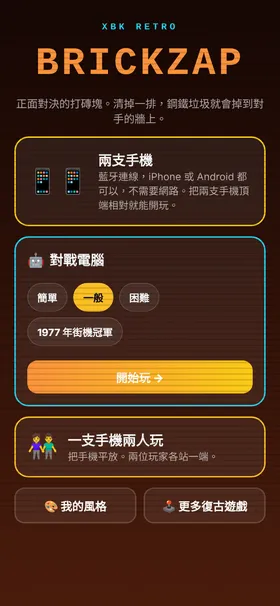 XBK RETRO
BRICKZAP
正面對決的打磚塊。清掉一排，鋼鐵垃圾就會掉到對
手的牆上。
兩支手機
藍牙連線，iPhone 或 Android 都
可以，不需要網路。把兩支手機頂
端相對就能開玩。
對戰電腦
簡單
一般
困難
1977 年街機冠軍
開始玩 →
一支手機兩人玩
把手機平放。兩位玩家各站一端。
我的風格
更多復古遊戲